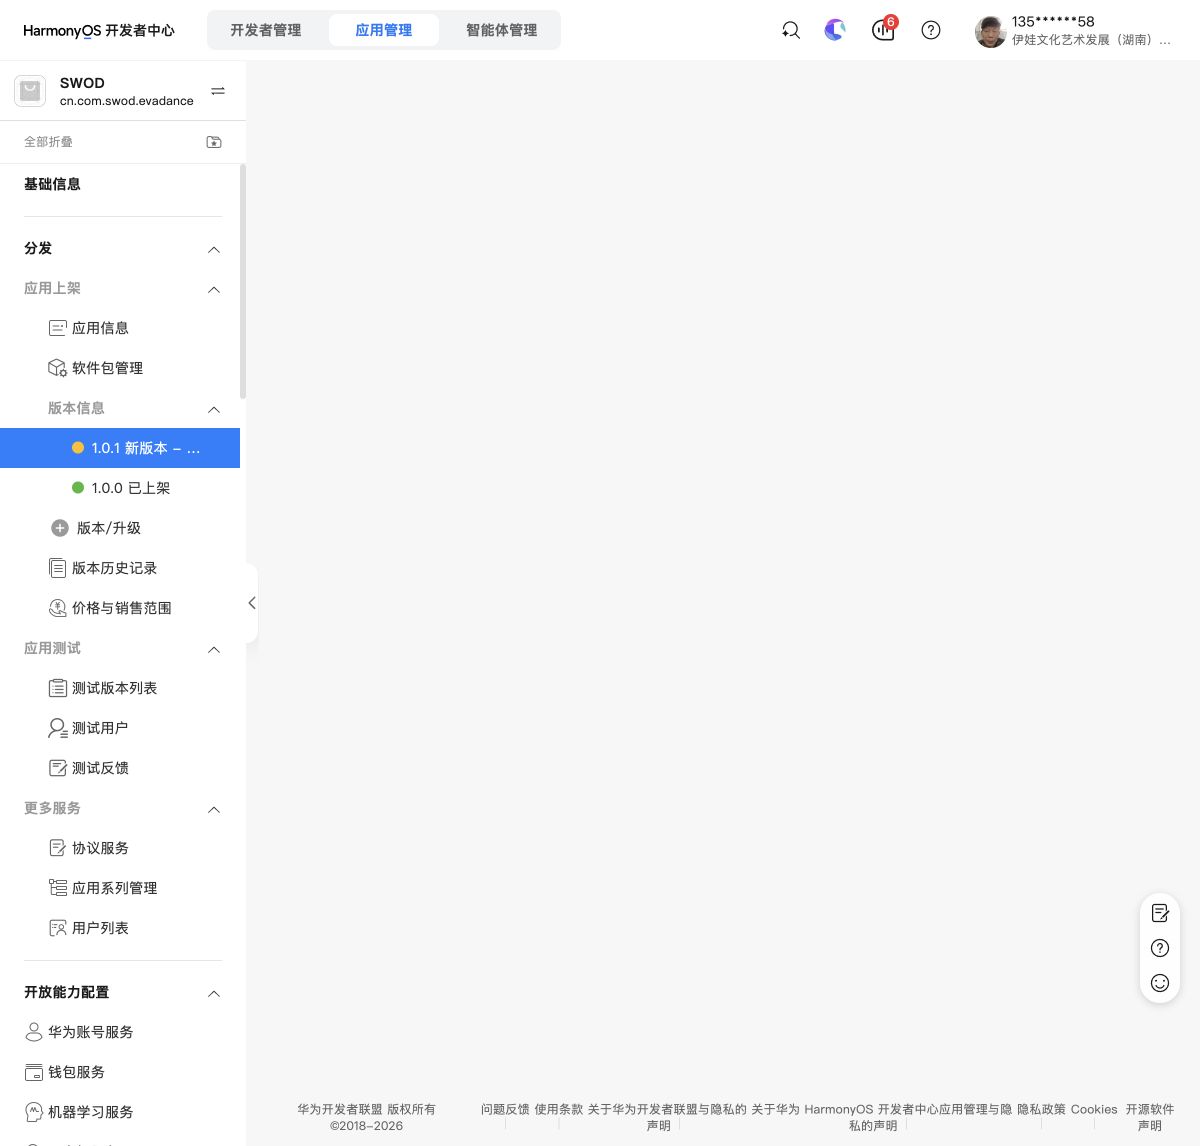 HarmonyOS 开发者中心
开发者管理 应用管理 智能体管理
6
135******58
伊娃文化艺术发展（湖南）...
SWOD
cn.com.swod.evadance
全部折叠
基础信息
分发
应用上架
应用信息
软件包管理
版本信息
1.0.1 新版本 – ...
1.0.0 已上架
版本/升级
版本历史记录
价格与销售范围
应用测试
测试版本列表
测试用户
测试反馈
更多服务
协议服务
应用系列管理
用户列表
开放能力配置
华为账号服务
钱包服务
机器学习服务
华为开发者联盟 版权所有
©2018–2026
问题反馈 使用条款 关于华为开发者联盟与隐私的 关于华为 HarmonyOS 开发者中心应用管理与隐 隐私政策 Cookies 开源软件
声明 私的声明 声明